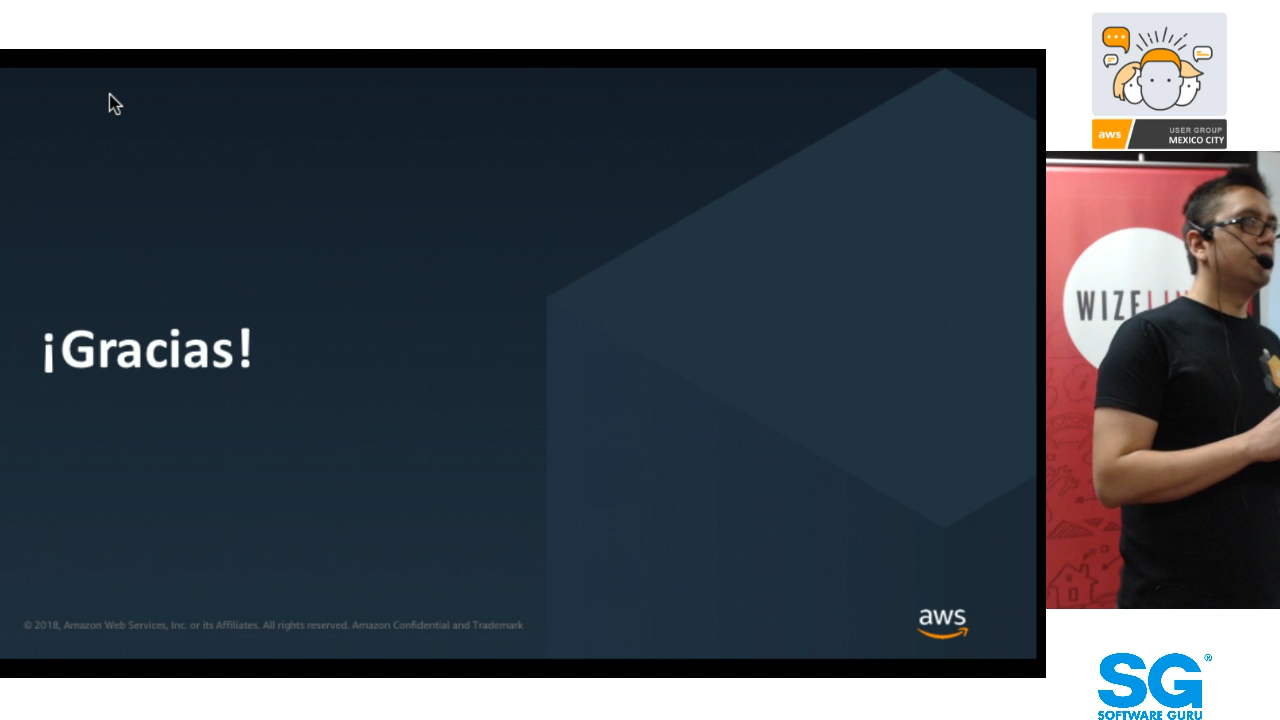 ¡Gracias!
© 2018, Amazon Web Services, Inc. or its Affiliates. All rights reserved. Amazon Confidential and Trademark
aws
aws
USER GROUP
MEXICO CITY
WIZELIN
SG®
SOFTWARE GURU